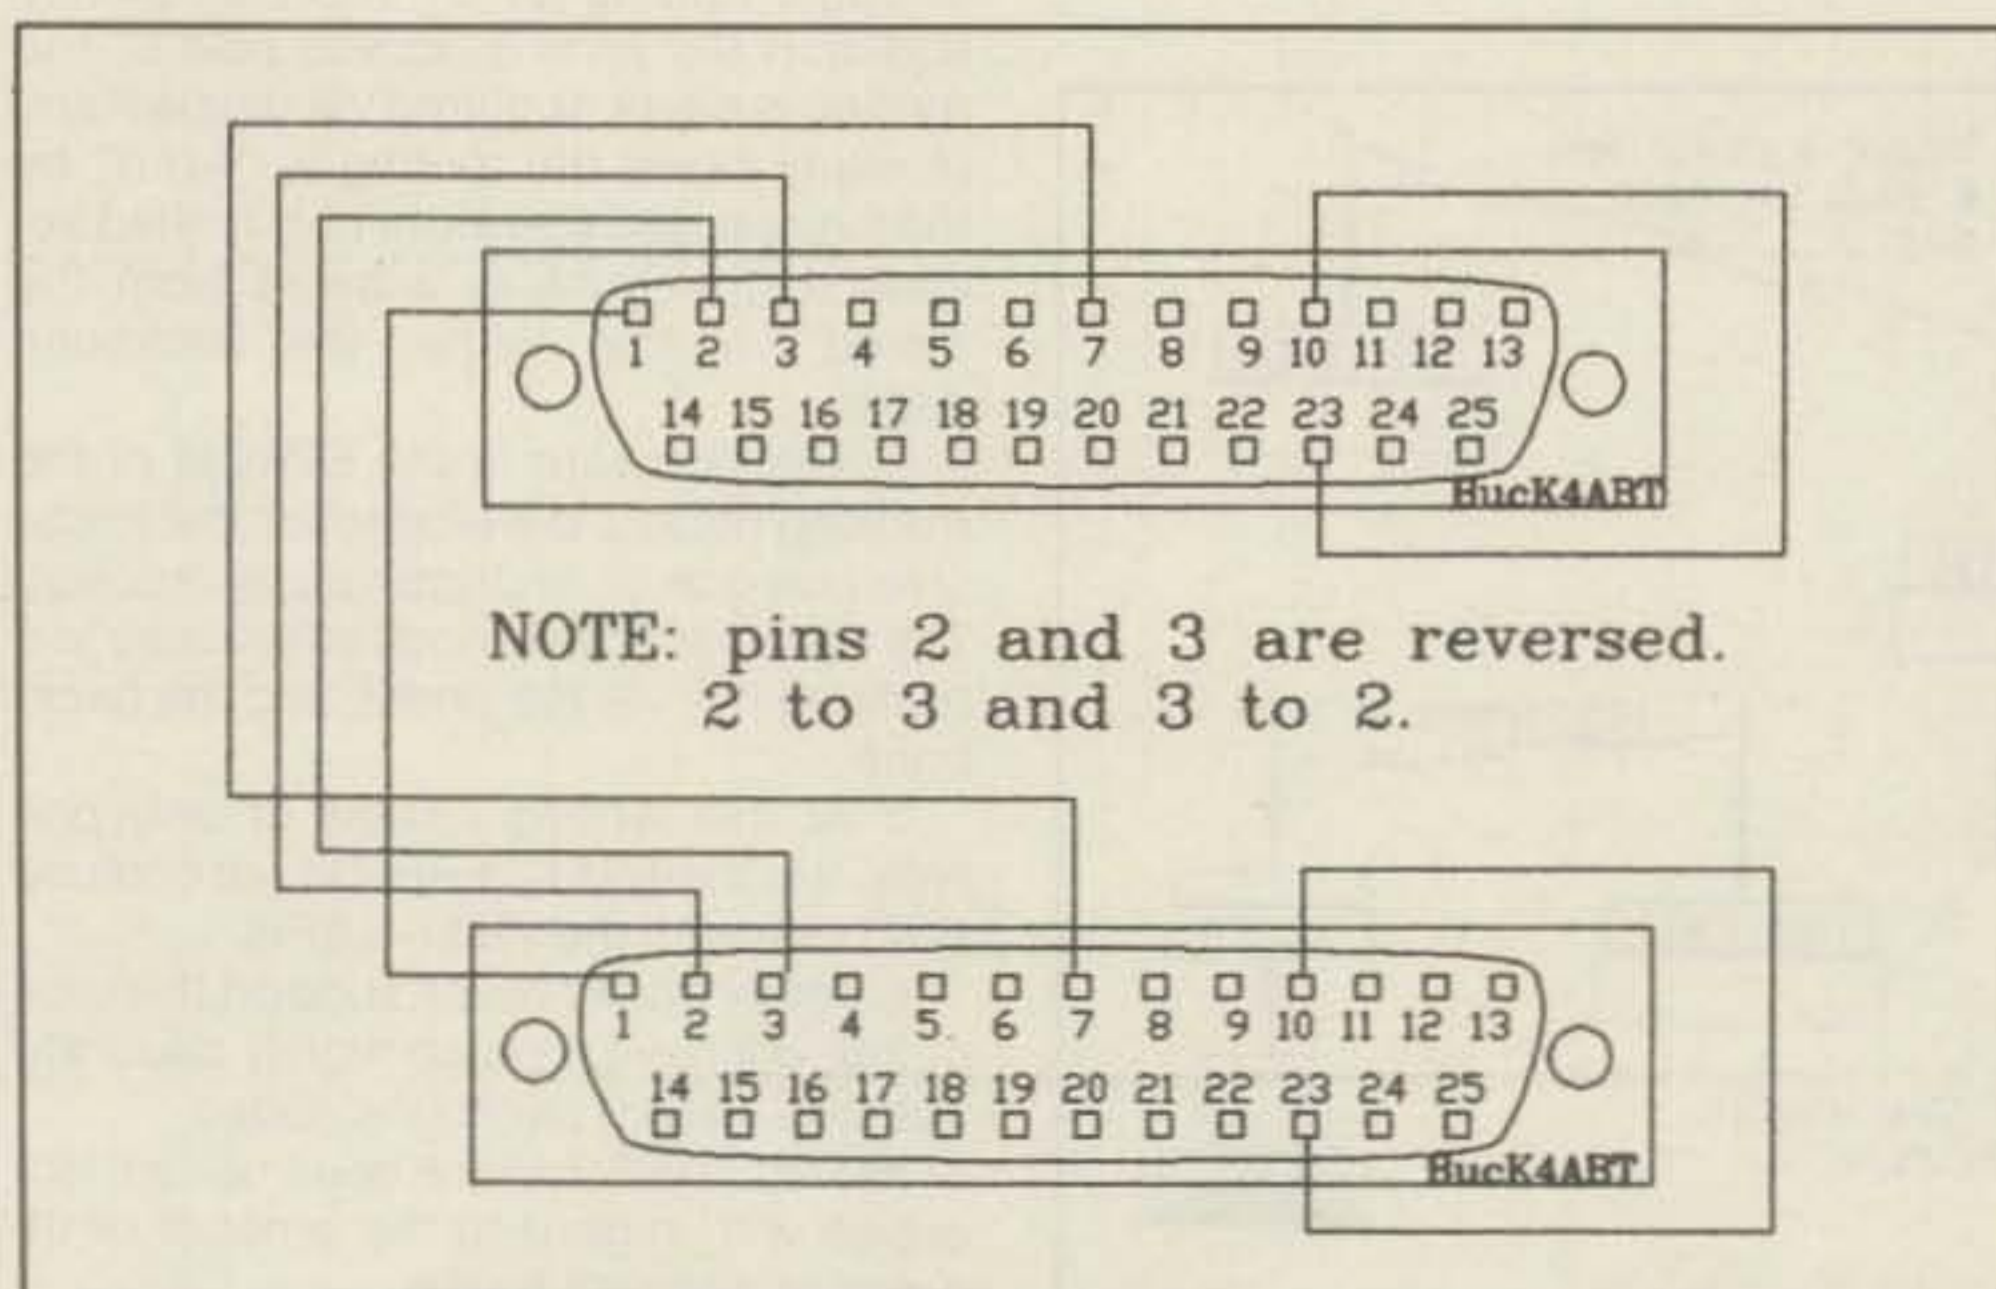 1 2 3 4 5 6 7 8 9 10 11 12 13
14 15 16 17 18 19 20 21 22 23 24 25
BucK4ABT
NOTE: pins 2 and 3 are reversed.
2 to 3 and 3 to 2.
1 2 3 4 5. 6 7 8 9 10 11 12 13
14 15 16 17 18 19 20 21 22 23 24 25
BucK4ABT